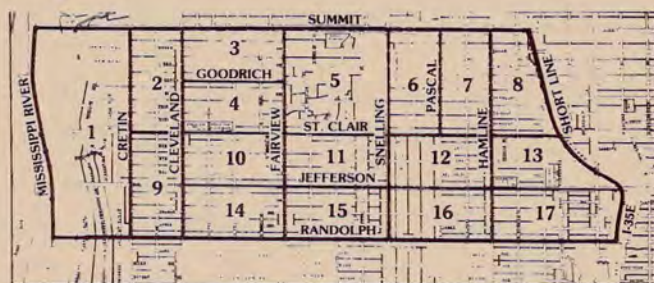 SUMMIT
MISSISSIPPI RIVER
1
CRETIN
2
CLEVELAND
3
GOODRICH
4
FAIRVIEW
5
ST. CLAIR
SNELLING
6
PASCAL
7
HAMLINE
8
SHORT LINE
9
10
11
JEFFERSON
12
13
14
15
RANDOLPH
16
17
I-35E